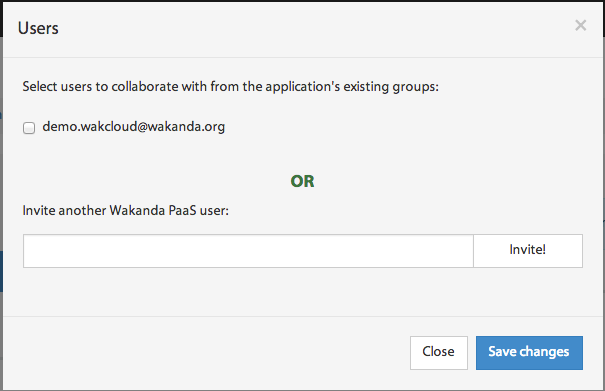 Users
×
Select users to collaborate with from the application's existing groups:
demo.wakcloud@wakanda.org
OR
Invite another Wakanda PaaS user:
Invite!
Close
Save changes